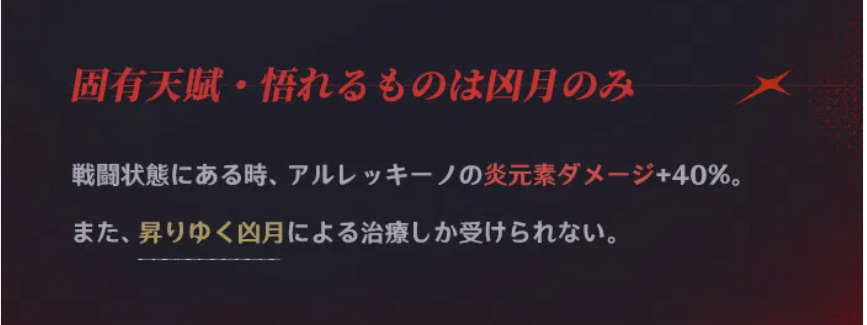 固有天賦・悟れるものは凶月のみ
戦闘状態にある時、アルレッキーノの炎元素ダメージ+40%。
また、昇りゆく凶月による治療しか受けられない。